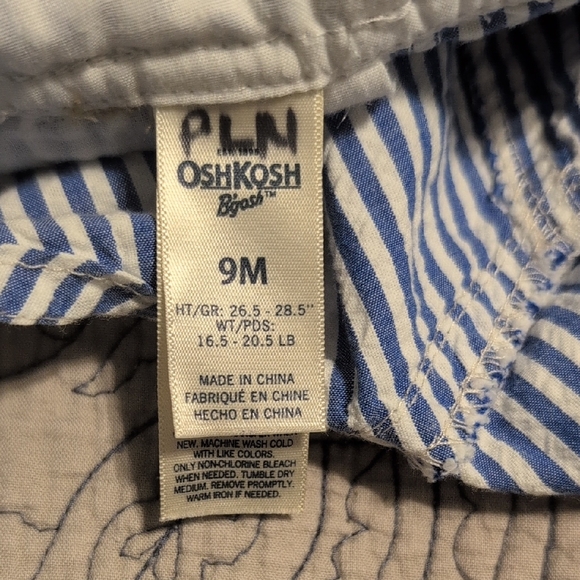 PLN
OSHKOSH
B'gosh™
9M
HT/GR: 26.5 - 28.5"
WT/PDS:
16.5 - 20.5 LB
MADE IN CHINA
FABRIQUÉ EN CHINE
HECHO EN CHINA
NEW. MACHINE WASH COLD
WITH LIKE COLORS.
ONLY NON-CHLORINE BLEACH
WHEN NEEDED. TUMBLE DRY
MEDIUM. REMOVE PROMPTLY.
WARM IRON IF NEEDED.